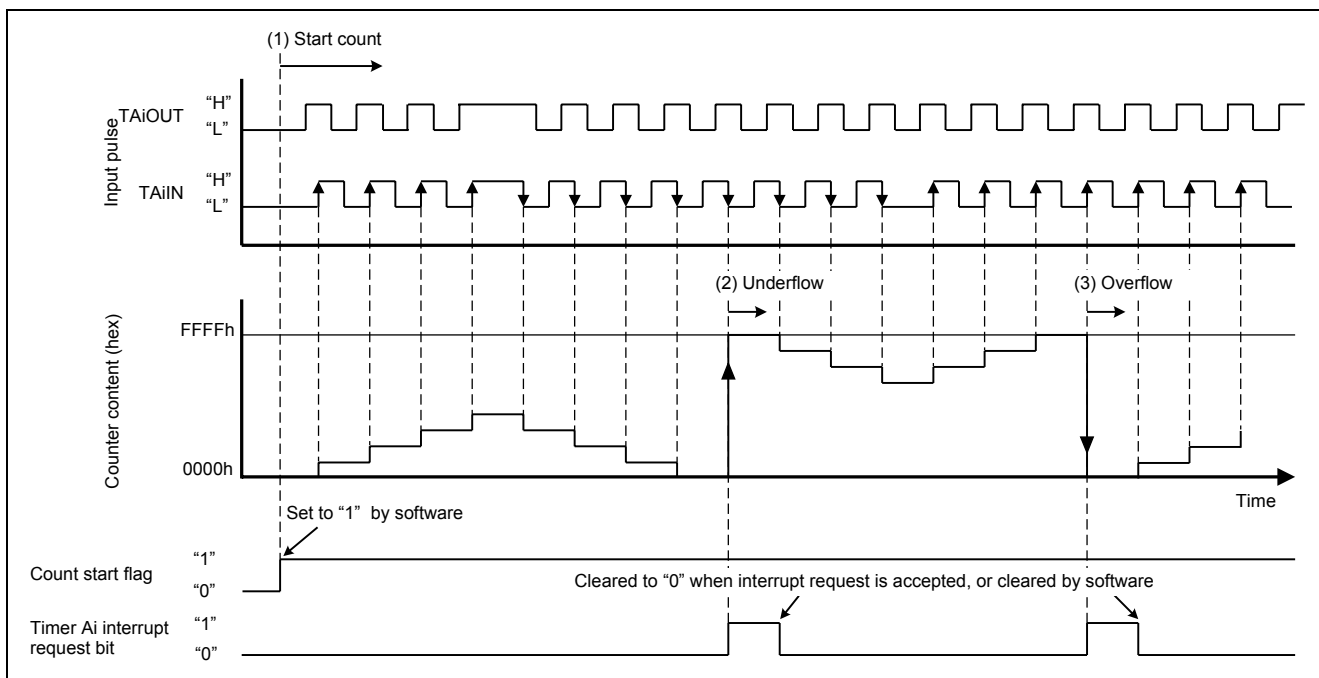 (1) Start count
Input pulse
TAiOUT
“H”
“L”
TAiIN
“H”
“L”
(2) Underflow
(3) Overflow
Counter content (hex)
FFFFh
0000h
Time
Set to “1” by software
Count start flag
“1”
“0”
Cleared to “0” when interrupt request is accepted, or cleared by software
Timer Ai interrupt
request bit
“1”
“0”